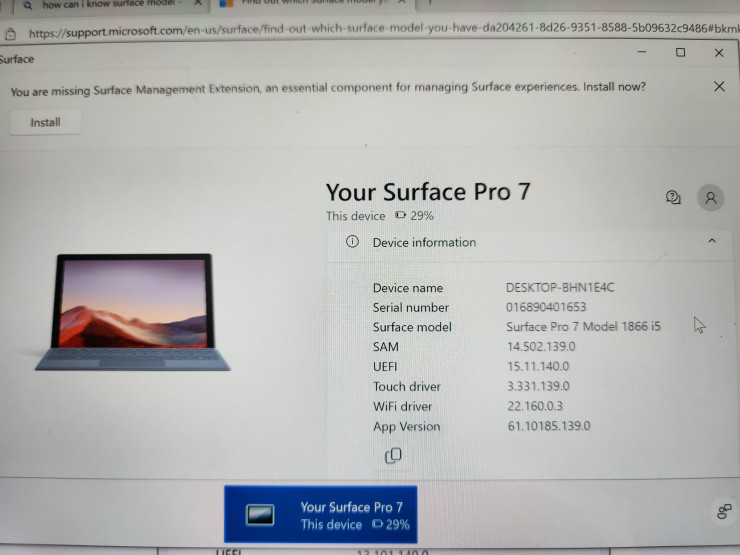 how can i know surface model -
Find out which Surface model y
https://support.microsoft.com/en-us/surface/find-out-which-surface-model-you-have-da204261-8d26-9351-8588-5b09632c9486#bkmk
Surface
You are missing Surface Management Extension, an essential component for managing Surface experiences. Install now?
Install
Your Surface Pro 7
This device 29%
Device information
Device name DESKTOP-BHN1E4C
Serial number 016890401653
Surface model Surface Pro 7 Model 1866 i5
SAM 14.502.139.0
UEFI 15.11.140.0
Touch driver 3.331.139.0
WiFi driver 22.160.0.3
App Version 61.10185.139.0
Your Surface Pro 7
This device 29%
UEFI 13.101.140.0